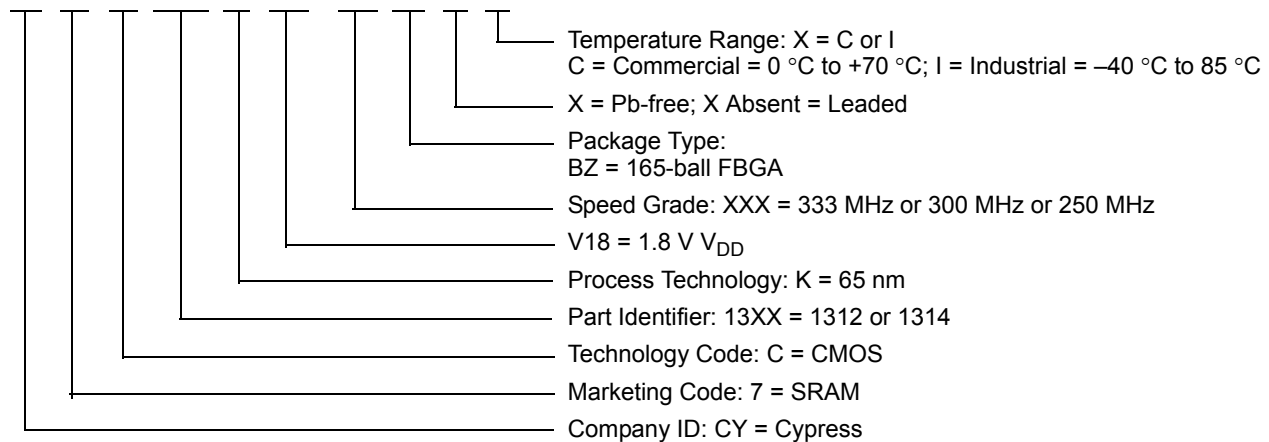 Temperature Range: X = C or I
C = Commercial = 0 °C to +70 °C; I = Industrial = –40 °C to 85 °C
X = Pb-free; X Absent = Leaded
Package Type:
BZ = 165-ball FBGA
Speed Grade: XXX = 333 MHz or 300 MHz or 250 MHz
V18 = 1.8 V VDD
Process Technology: K = 65 nm
Part Identifier: 13XX = 1312 or 1314
Technology Code: C = CMOS
Marketing Code: 7 = SRAM
Company ID: CY = Cypress